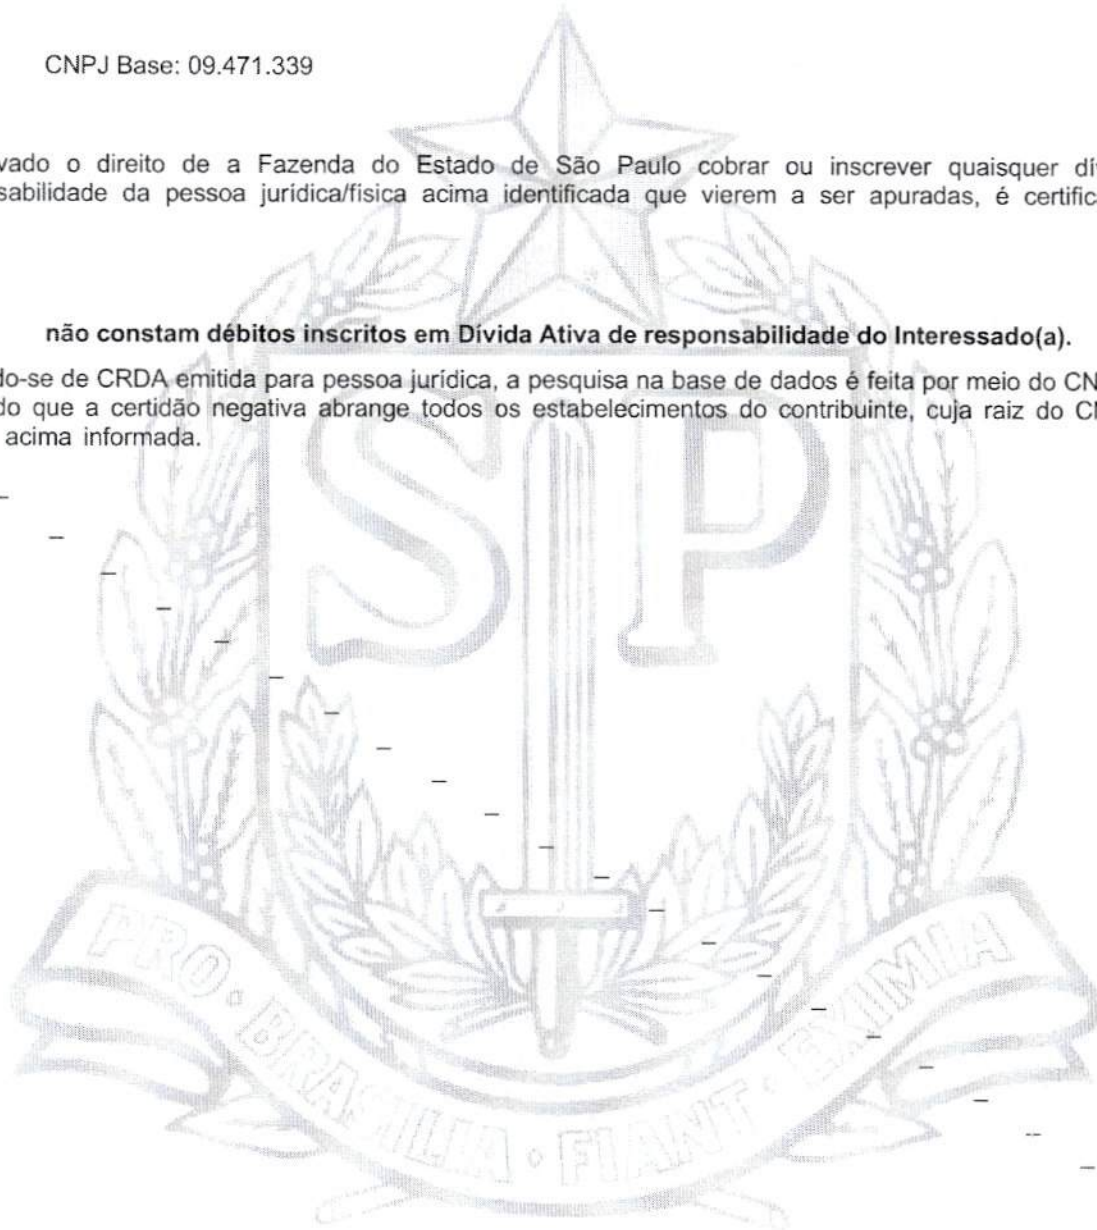 CNPJ Base: 09.471.339
vado o direito de a Fazenda do Estado de São Paulo cobrar ou inscrever quaisquer dív
sabilidade da pessoa jurídica/física acima identificada que vierem a ser apuradas, é certific
não constam débitos inscritos em Dívida Ativa de responsabilidade do Interessado(a).
do-se de CRDA emitida para pessoa jurídica, a pesquisa na base de dados é feita por meio do CN
do que a certidão negativa abrange todos os estabelecimentos do contribuinte, cuja raiz do C
acima informada.
SP
PRO · BRASILIA · FIANT · EXIMIA